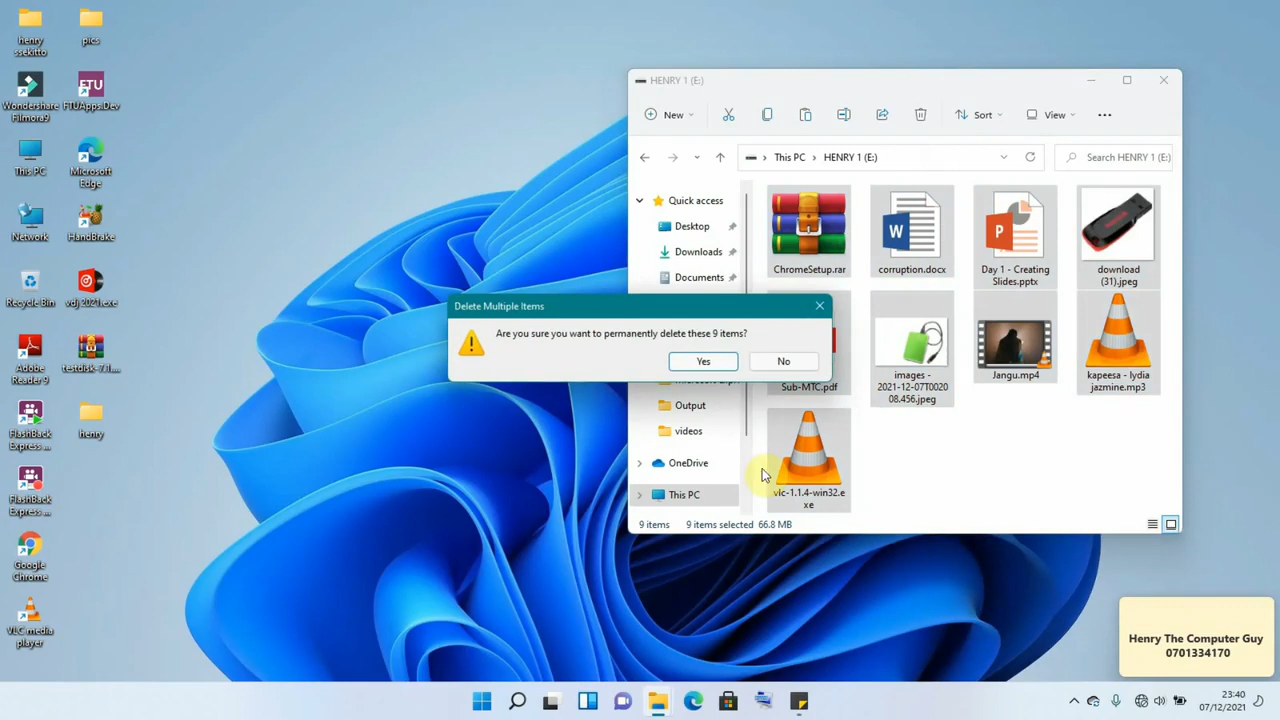 henry
ssekitto
pics
Wondershare
Filmora9
FTU
FTUApps.Dev
This PC
Microsoft
Edge
Network
HandBrake
Recycle Bin
vdj 2021.exe
Adobe
Reader 9
testdisk-7.1....
FlashBack
Express ...
henry
FlashBack
Express ...
Google
Chrome
VLC media
player
HENRY 1 (E:)
New
Sort
View
This PC
HENRY 1 (E:)
Search HENRY 1 (E:)
Quick access
Desktop
Downloads
Documents
Output
videos
OneDrive
This PC
ChromeSetup.rar
W
corruption.docx
P
Day 1 - Creating
Slides.pptx
download
(31).jpeg
Sub-MTC.pdf
images -
2021-12-07T0020
08.456.jpeg
Jangu.mp4
kapeesa - lydia
jazmine.mp3
vlc-1.1.4-win32.e
xe
9 items
9 items selected
66.8 MB
Delete Multiple Items
Are you sure you want to permanently delete these 9 items?
Yes
No
Henry The Computer Guy
0701334170
23:40
07/12/2021